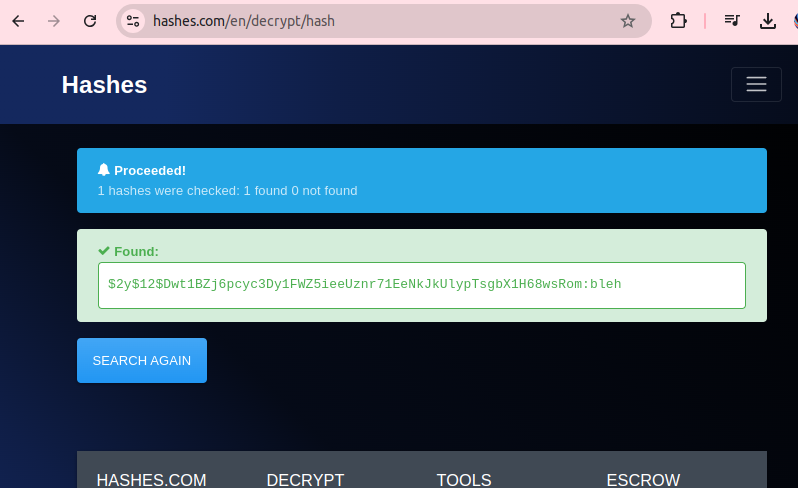 hashes.com/en/decrypt/hash
Hashes
Proceeded!
1 hashes were checked: 1 found 0 not found
Found:
$2y$12$Dwt1BZj6pcyc3Dy1FWZ5ieeUznr71EeNkJkUlypTsgbX1H68wsRom:bleh
SEARCH AGAIN
HASHES.COM DECRYPT TOOLS ESCROW